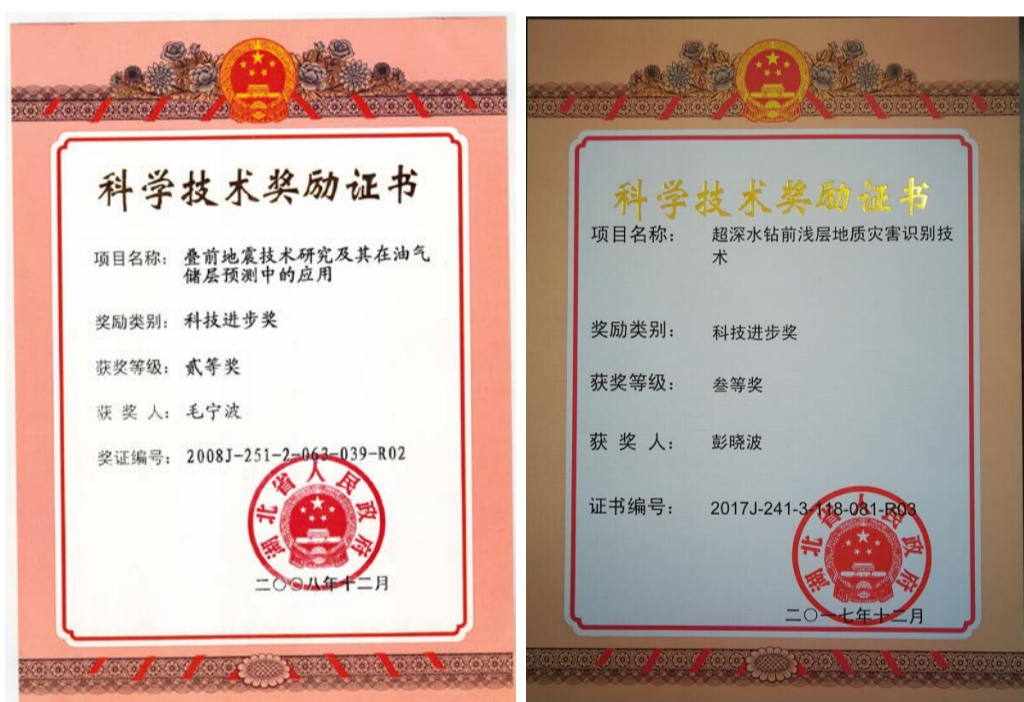 科学技术奖励证书
项目名称：叠前地震技术研究及其在油气
储层预测中的应用
奖励类别：科技进步奖
获奖等级：贰等奖
获 奖 人：毛宁波
奖证编号：2008J-251-2-063-039-R02
湖北省人民政府
二〇〇八年十二月
科学技术奖励证书
项目名称：超深水钻前浅层地质灾害识别技
术
奖励类别：科技进步奖
获奖等级：叁等奖
获 奖 人：彭晓波
证书编号：2017J-241-3-118-081-R03
湖北省人民政府
二〇一七年十二月